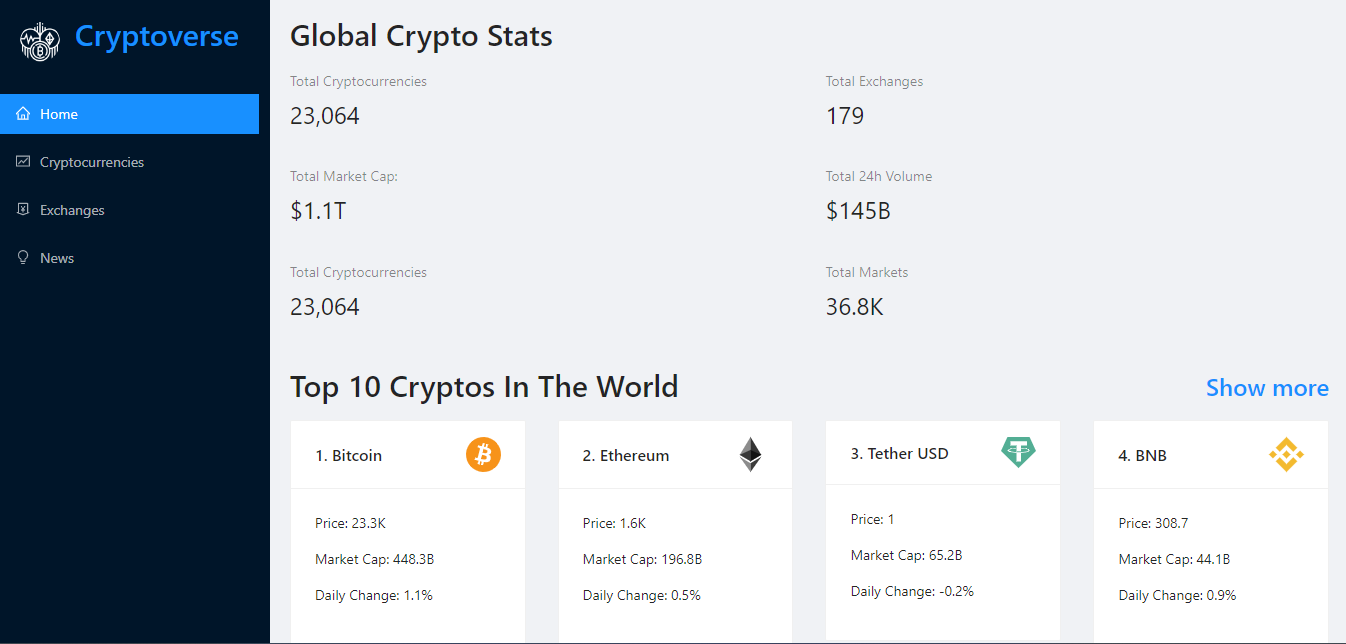 Cryptoverse
Home
Cryptocurrencies
Exchanges
News
Global Crypto Stats
Total Cryptocurrencies
23,064
Total Exchanges
179
Total Market Cap:
$1.1T
Total 24h Volume
$145B
Total Cryptocurrencies
23,064
Total Markets
36.8K
Top 10 Cryptos In The World
Show more
1. Bitcoin
Price: 23.3K
Market Cap: 448.3B
Daily Change: 1.1%
2. Ethereum
Price: 1.6K
Market Cap: 196.8B
Daily Change: 0.5%
3. Tether USD
Price: 1
Market Cap: 65.2B
Daily Change: -0.2%
4. BNB
Price: 308.7
Market Cap: 44.1B
Daily Change: 0.9%